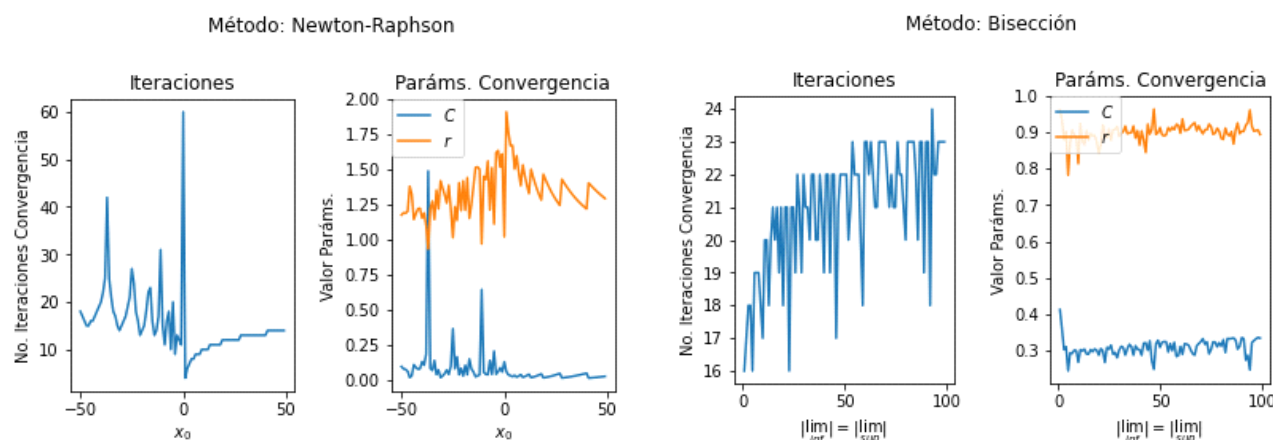 Método: Newton-Raphson
Iteraciones
No. Iteraciones Convergencia
60
50
40
30
20
10
−50
0
50
x₀
Paráms. Convergencia
Valor Paráms.
2.00
1.75
1.50
1.25
1.00
0.75
0.50
0.25
0.00
C
r
−50
0
50
x₀
Método: Bisección
Iteraciones
No. Iteraciones Convergencia
24
23
22
21
20
19
18
17
16
0
50
100
|lim inf| = |lim sup|
Paráms. Convergencia
Valor Paráms.
1.0
0.9
0.8
0.7
0.6
0.5
0.4
0.3
C
r
0
50
100
|lim inf| = |lim sup|